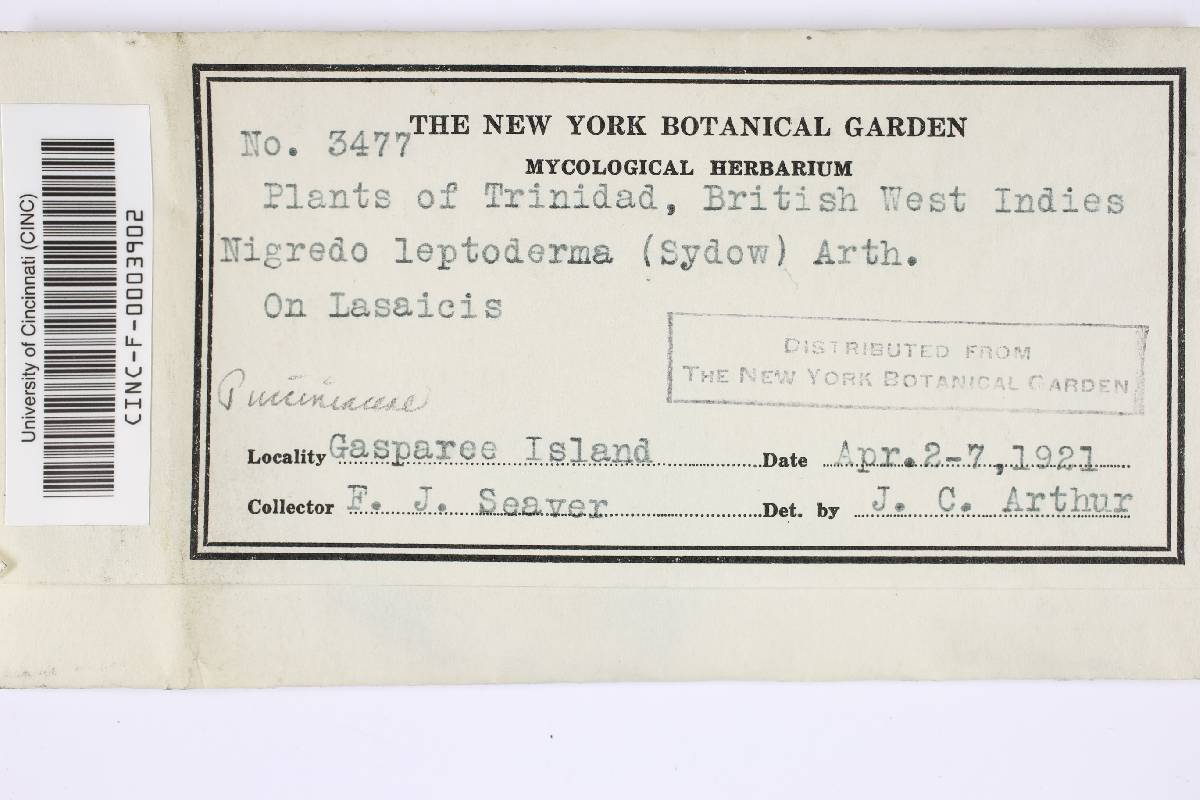 THE NEW YORK BOTANICAL GARDEN
No. 3477
MYCOLOGICAL HERBARIUM
Plants of Trinidad, British West Indies
Nigredo leptoderma (Sydow) Arth.
On Lasaicis
DISTRIBUTED FROM
THE NEW YORK BOTANICAL GARDEN
Pucciniaceae
Locality Gasparee Island Date Apr. 2-7, 1921
Collector F. J. Seaver Det. by J. C. Arthur
University of Cincinnati (CINC)
CINC-F-0003902